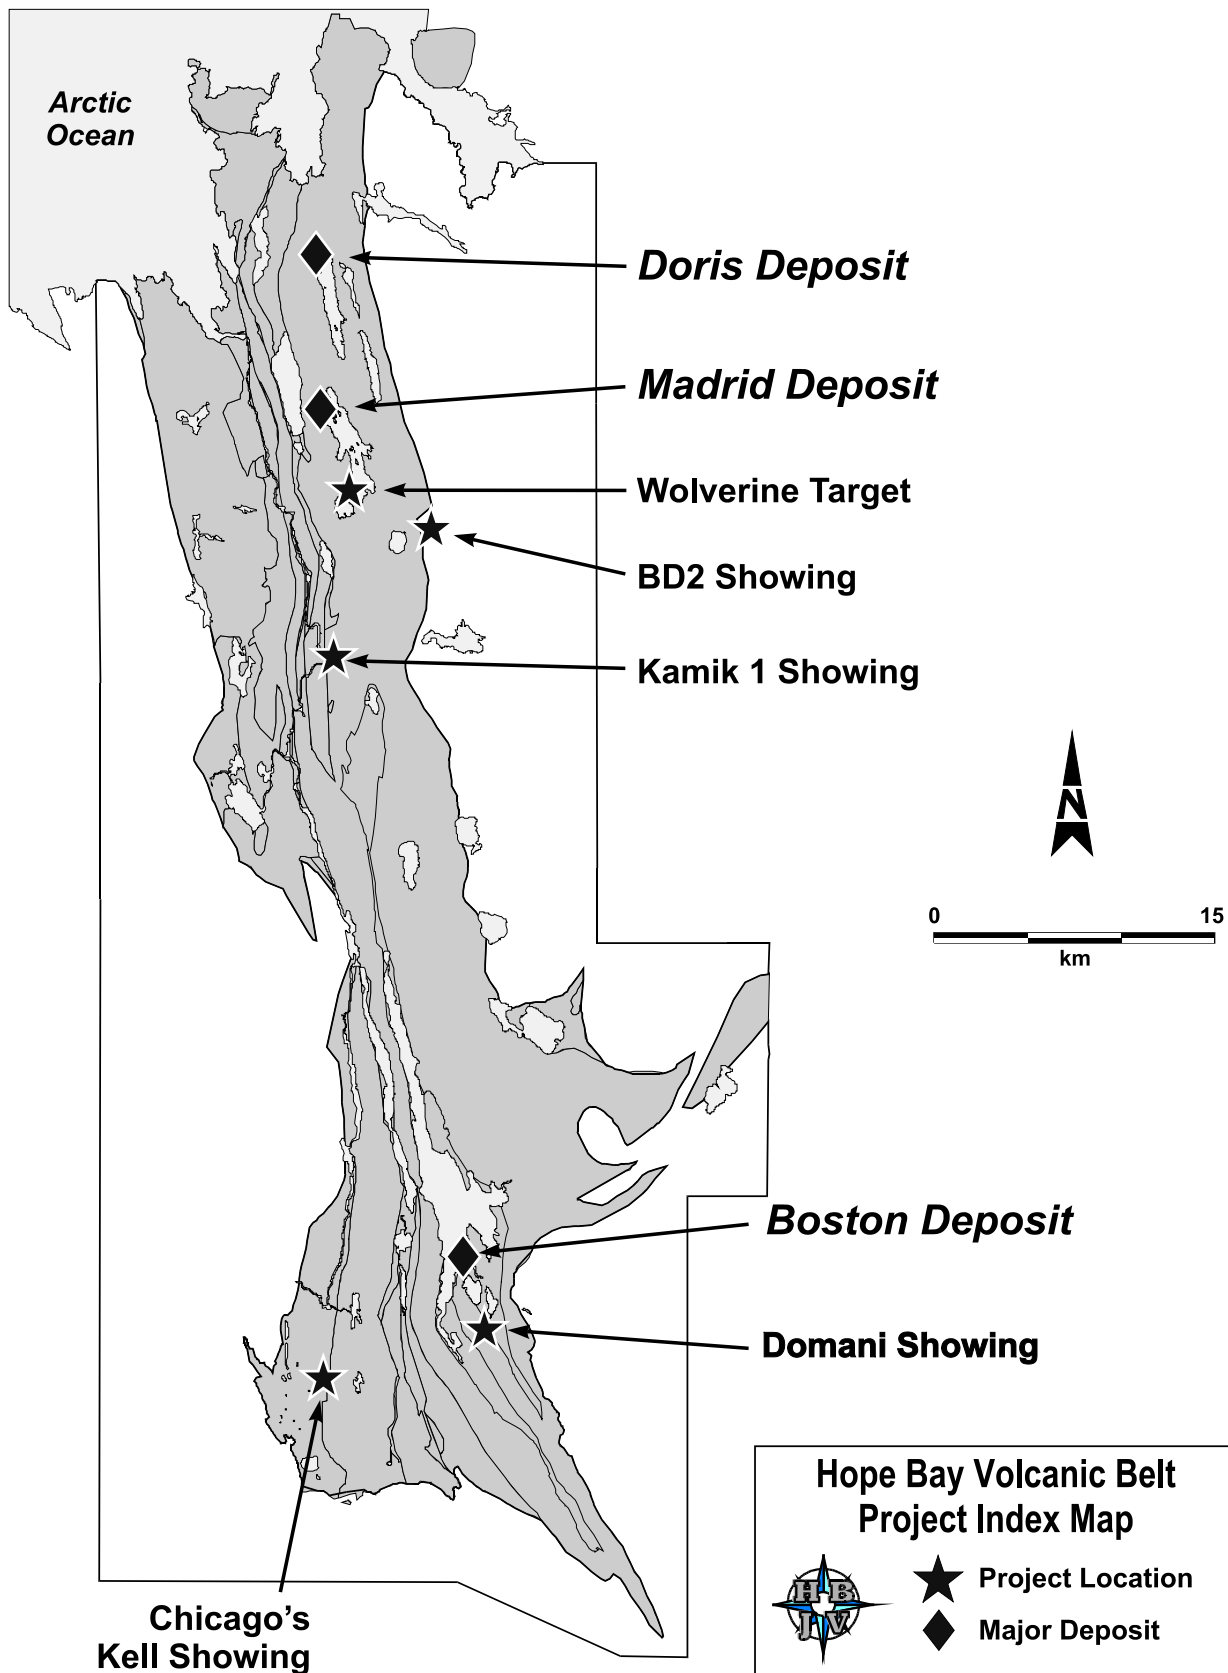 Arctic
Ocean
Doris Deposit
Madrid Deposit
Wolverine Target
BD2 Showing
Kamik 1 Showing
N
0 15
km
Boston Deposit
Domani Showing
Chicago's
Kell Showing
Hope Bay Volcanic Belt
Project Index Map
H B
J V
Project Location
Major Deposit